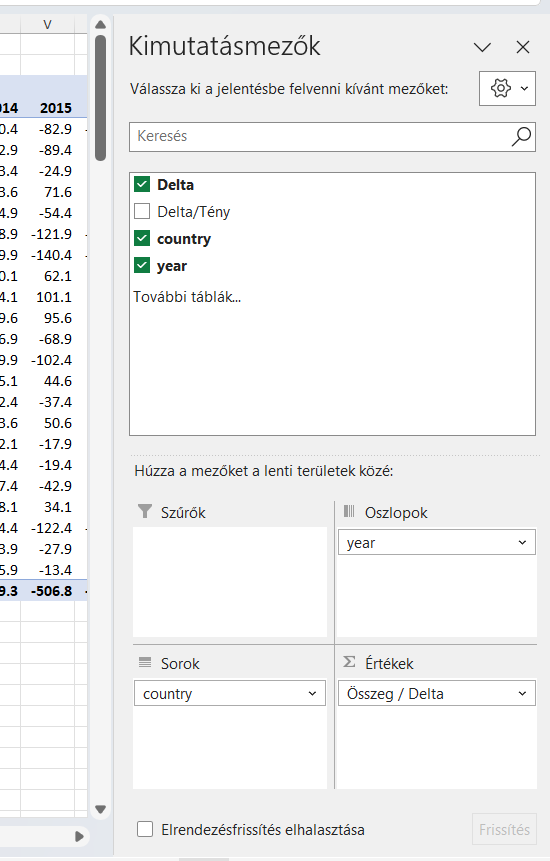 V
014 2015
0.4 -82.9
2.9 -89.4
3.4 -24.9
3.6 71.6
4.9 -54.4
8.9 -121.9
9.9 -140.4
0.1 62.1
4.1 101.1
9.6 95.6
6.9 -68.9
9.9 -102.4
5.1 44.6
2.4 -37.4
3.6 50.6
2.1 -17.9
4.4 -19.4
7.4 -42.9
8.1 34.1
4.4 -122.4
3.9 -27.9
5.9 -13.4
9.3 -506.8
Kimutatásmezők
Válassza ki a jelentésbe felvenni kívánt mezőket:
Keresés
Delta
Delta/Tény
country
year
További táblák...
Húzza a mezőket a lenti területek közé:
Szűrők
Oszlopok
year
Sorok
country
Értékek
Összeg / Delta
Elrendezésfrissítés elhalasztása
Frissítés